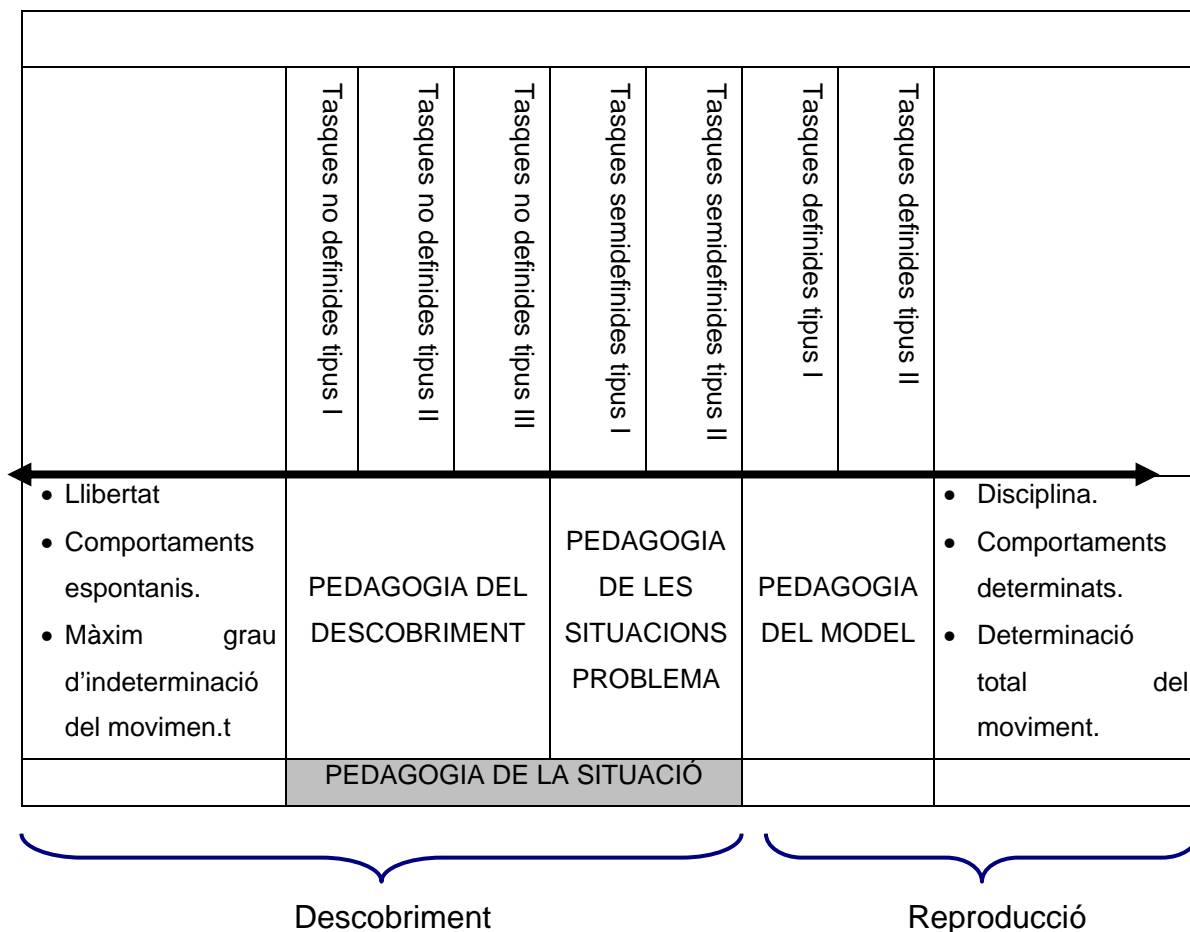 Tasques no definides tipus I
Tasques no definides tipus II
Tasques no definides tipus III
Tasques semidefinides tipus I
Tasques semidefinides tipus II
Tasques definides tipus I
Tasques definides tipus II
• Llibertat
• Comportaments
espontanis.
• Màxim grau
d’indeterminació
del movimen.t
PEDAGOGIA DEL
DESCOBRIMENT
PEDAGOGIA
DE LES
SITUACIONS
PROBLEMA
PEDAGOGIA
DEL MODEL
• Disciplina.
• Comportaments
determinats.
• Determinació
total del
moviment.
PEDAGOGIA DE LA SITUACIÓ
Descobriment
Reproducció